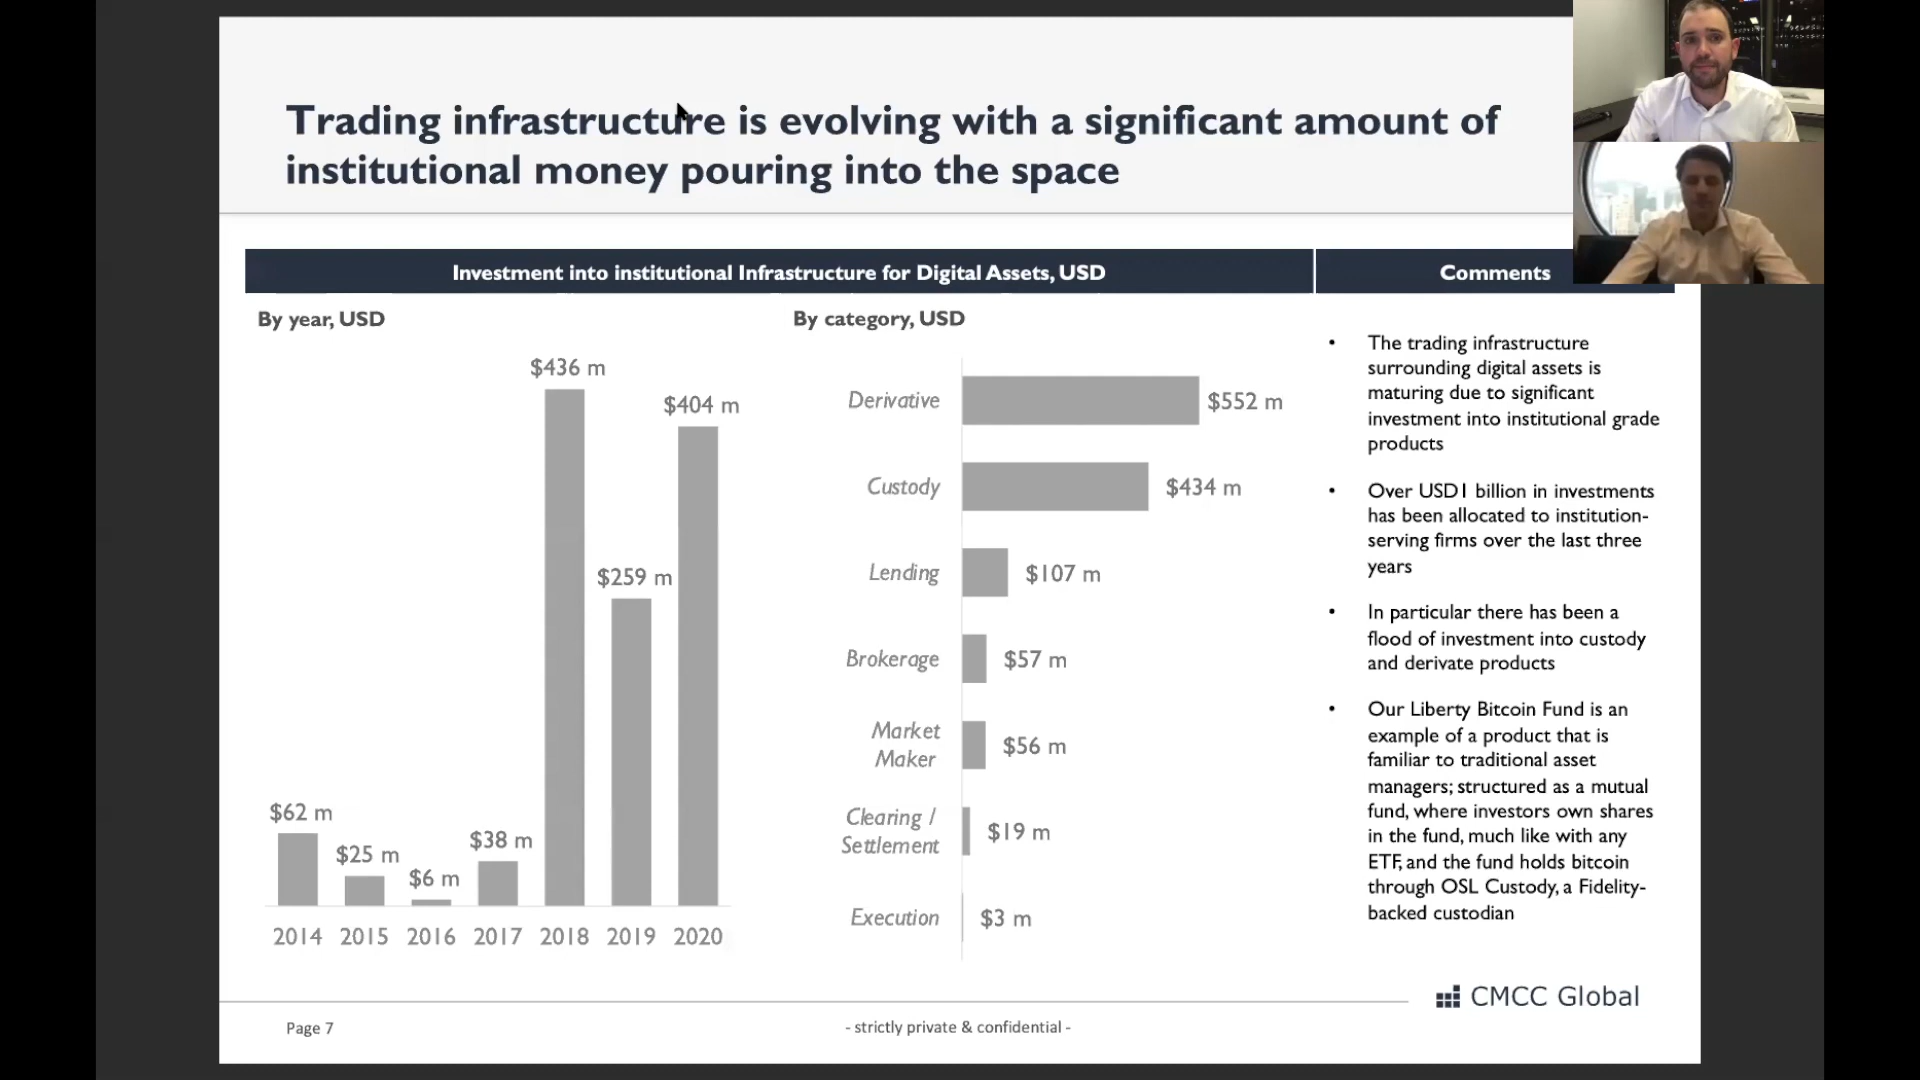 Trading infrastructure is evolving with a significant amount of
institutional money pouring into the space
Investment into institutional Infrastructure for Digital Assets, USD
Comments
By year, USD
$62 m
$25 m
$6 m
$38 m
$436 m
$259 m
$404 m
2014 2015 2016 2017 2018 2019 2020
By category, USD
Derivative $552 m
Custody $434 m
Lending $107 m
Brokerage $57 m
Market
Maker
$56 m
Clearing /
Settlement
$19 m
Execution $3 m
• The trading infrastructure
surrounding digital assets is
maturing due to significant
investment into institutional grade
products
• Over USD1 billion in investments
has been allocated to institution-
serving firms over the last three
years
• In particular there has been a
flood of investment into custody
and derivate products
• Our Liberty Bitcoin Fund is an
example of a product that is
familiar to traditional asset
managers; structured as a mutual
fund, where investors own shares
in the fund, much like with any
ETF, and the fund holds bitcoin
through OSL Custody, a Fidelity-
backed custodian
CMCC Global
Page 7
- strictly private & confidential -